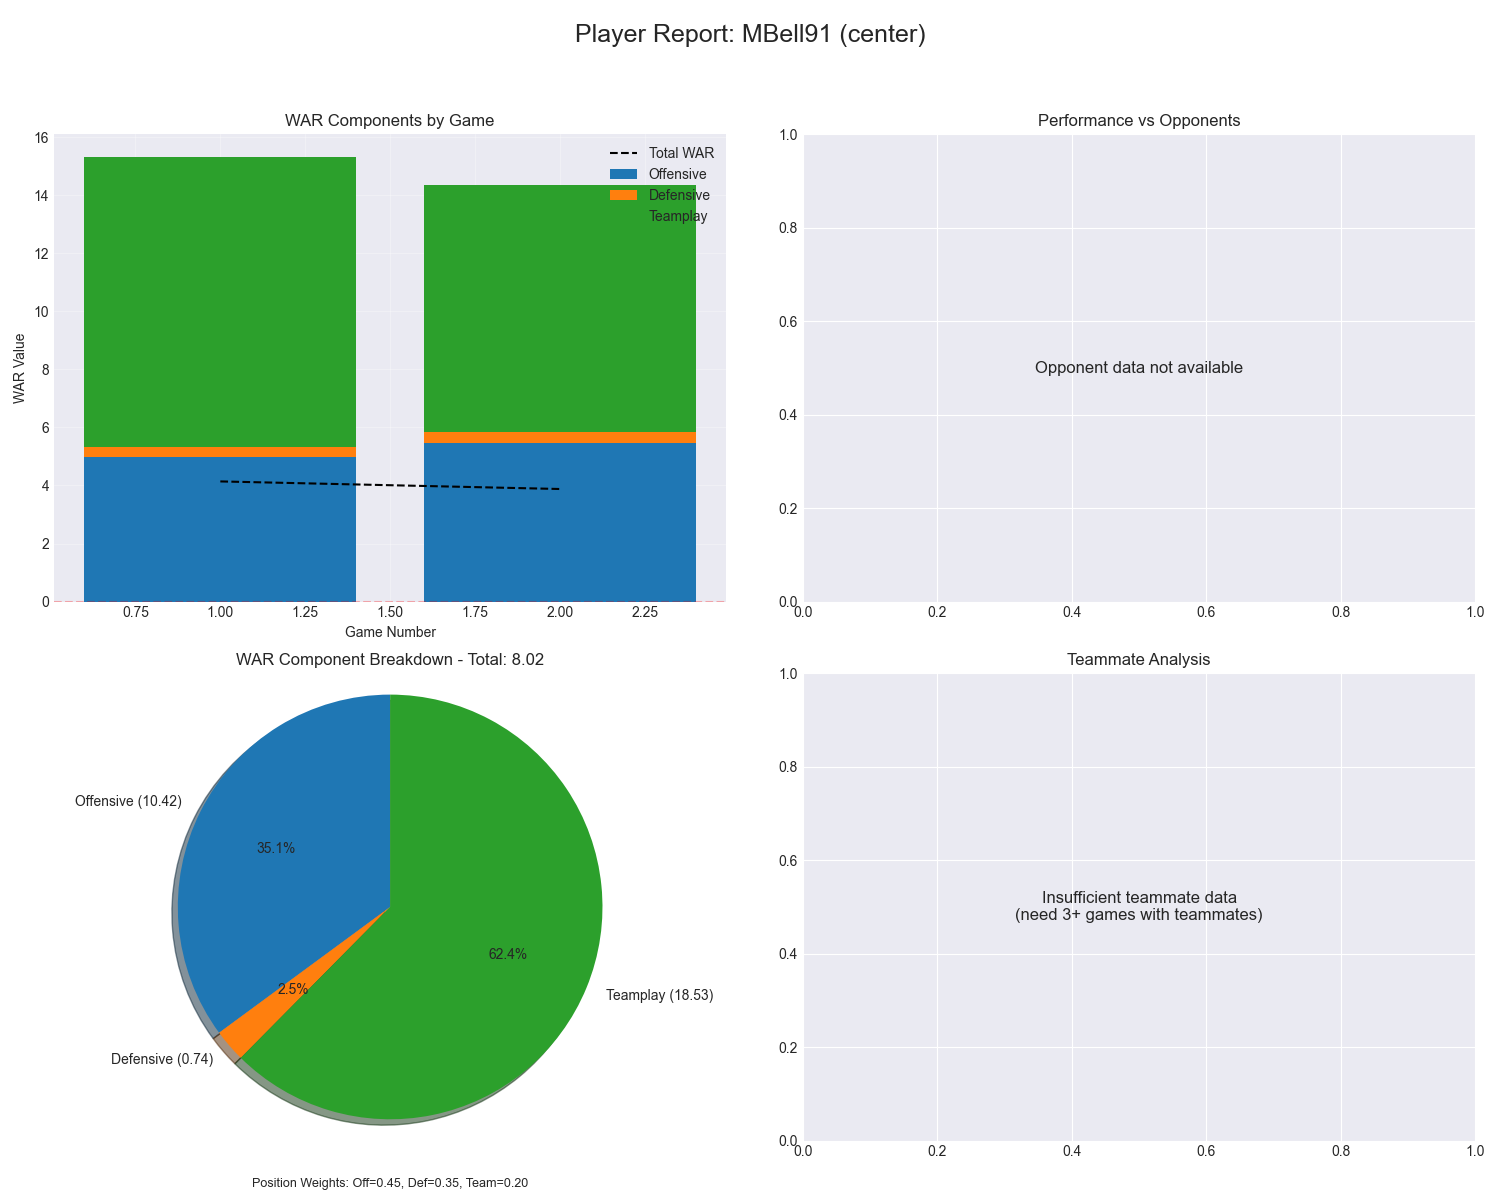 Player Report: MBell91 (center)
WAR Components by Game
16
14
12
10
8
6
4
2
0
WAR Value
Total WAR
Offensive
Defensive
Teamplay
0.75 1.00 1.25 1.50 1.75 2.00 2.25
Game Number
Performance vs Opponents
1.0
0.8
0.6
0.4
0.2
0.0
Opponent data not available
0.0 0.2 0.4 0.6 0.8 1.0
WAR Component Breakdown - Total: 8.02
Offensive (10.42)
35.1%
62.4%
2.5%
Teamplay (18.53)
Defensive (0.74)
Position Weights: Off=0.45, Def=0.35, Team=0.20
Teammate Analysis
1.0
0.8
0.6
0.4
0.2
0.0
Insufficient teammate data
(need 3+ games with teammates)
0.0 0.2 0.4 0.6 0.8 1.0